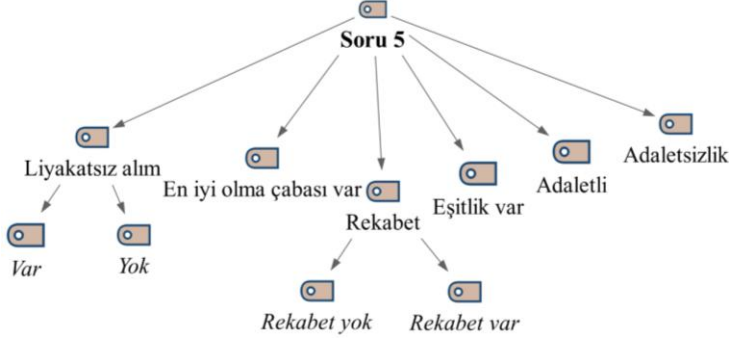 Soru 5
Liyakatsız alım
En iyi olma çabası var
Rekabet
Eşitlik var
Adaletli
Adaletsizlik
Var
Yok
Rekabet yok
Rekabet var